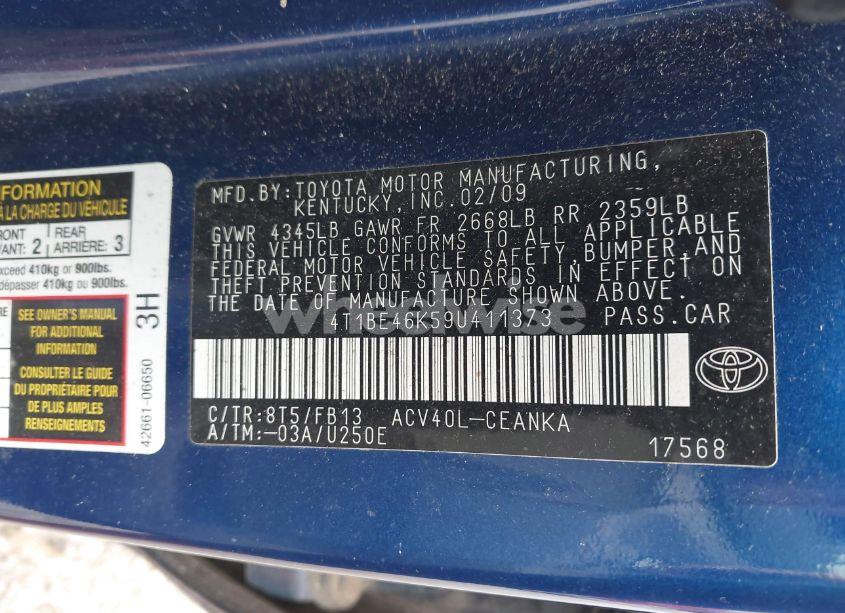 FORMATION
À LA CHARGE DU VÉHICULE
FRONT
VANT: 2
REAR
ARRIÈRE: 3
exceed 410kg or 900lbs.
dépasser 410kg or 900lbs.
SEE OWNER'S MANUAL
FOR ADDITIONAL
INFORMATION
CONSULTER LE GUIDE
DU PROPRIÉTAIRE POUR
DE PLUS AMPLES
RENSEIGNEMENTS
3H
42661-06650
MFD.BY:TOYOTA MOTOR MANUFACTURING,
KENTUCKY,INC.02/09
GVWR 4345LB GAWR FR 2668LB RR 2359LB
THIS VEHICLE CONFORMS TO ALL APPLICABLE
FEDERAL MOTOR VEHICLE SAFETY,BUMPER,AND
THEFT PREVENTION STANDARDS IN EFFECT ON
THE DATE OF MANUFACTURE SHOWN ABOVE.
4T1BE46K59U411373 PASS.CAR
wheelwise
C/TR:8T5/FB13 ACV40L-CEANKA
A/TM:-03A/U250E
17568